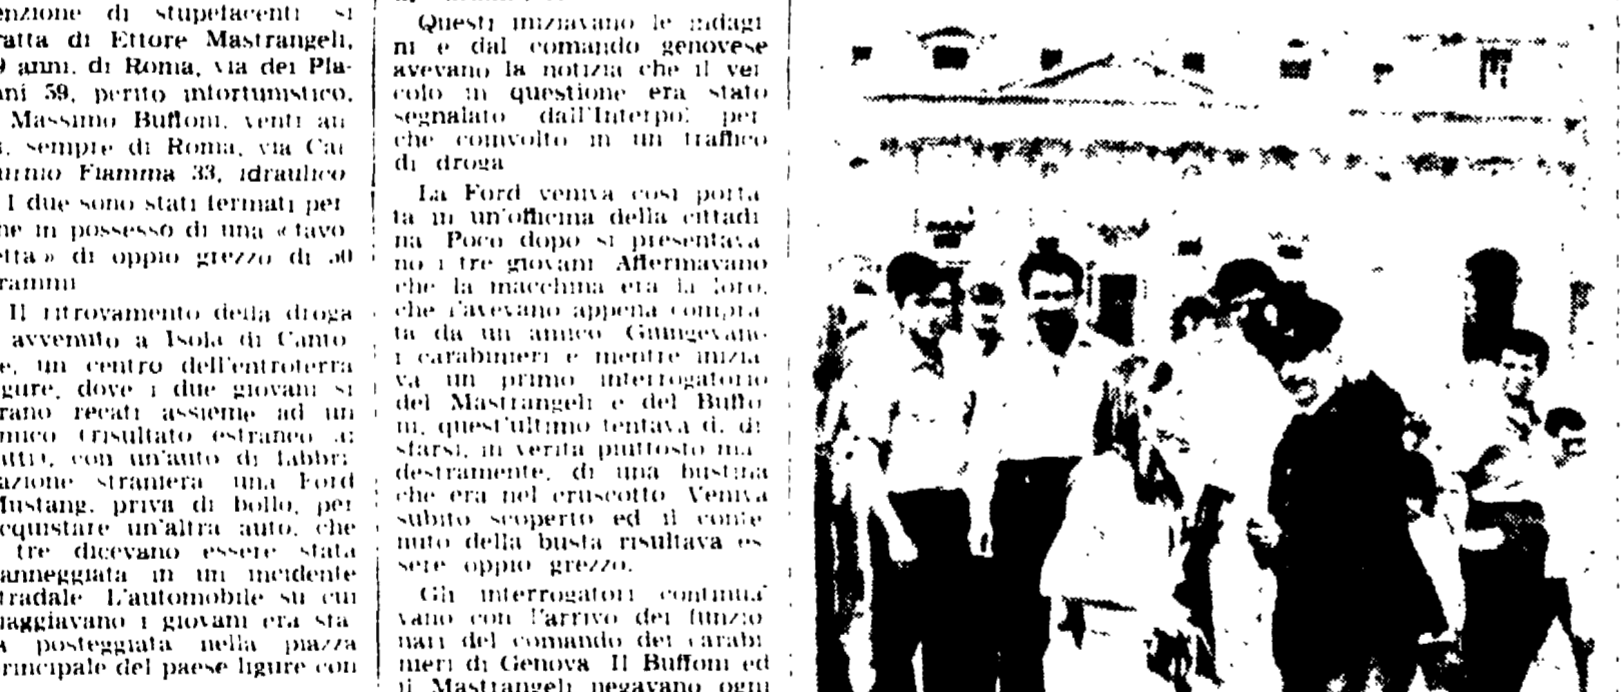 enzione di stupefacenti si
ratta di Ettore Mastrangeli,
9 anni, di Roma, via dei Pla-
ani 59, perito infortunistico,
Massimo Buffoni, venti an
i, sempre di Roma, via Cai
urnio Fiamma 33, idraulico
I due sono stati fermati per
he in possesso di una «tavo
etta» di oppio grezzo di 50
rammi
Il ritrovamento della droga
avvenuto a Isola di Canto
e, un centro dell'entroterra
igure, dove i due giovani si
rano recati assieme ad un
mico (risultato estraneo ai
atti), con un'auto di fabbri
azione straniera una Ford
Mustang, priva di bollo, per
cquistare un'altra auto, che
tre dicevano essere stata
anneggiata in un incidente
tradale L'automobile su cui
iaggiavano i giovani era sta
a posteggiata nella piazza
rincipale del paese ligure con
Questi iniziavano le indagi
ni e dal comando genovese
avevano la notizia che il vei
colo in questione era stato
segnalato dall'Interpol per
che coinvolto in un traffico
di droga
La Ford veniva così porta
ta in un'officina della cittadi
na Poco dopo si presentava
no i tre giovani Affermavano
che la macchina era la loro,
che l'avevano appena compra
ta da un amico Giungevano
i carabinieri e mentre inizia
va un primo interrogatorio
del Mastrangeli e del Buffo
ni, quest'ultimo tentava di di
sfarsi, in verità piuttosto ma
destramente, di una bustina
che era nel cruscotto Veniva
subito scoperto ed il conte
nuto della busta risultava es
sere oppio grezzo.
Gli interrogatori continua
vano con l'arrivo dei funzio
nari del comando dei carabi
nieri di Genova Il Buffoni ed
il Mastrangeli negavano ogni